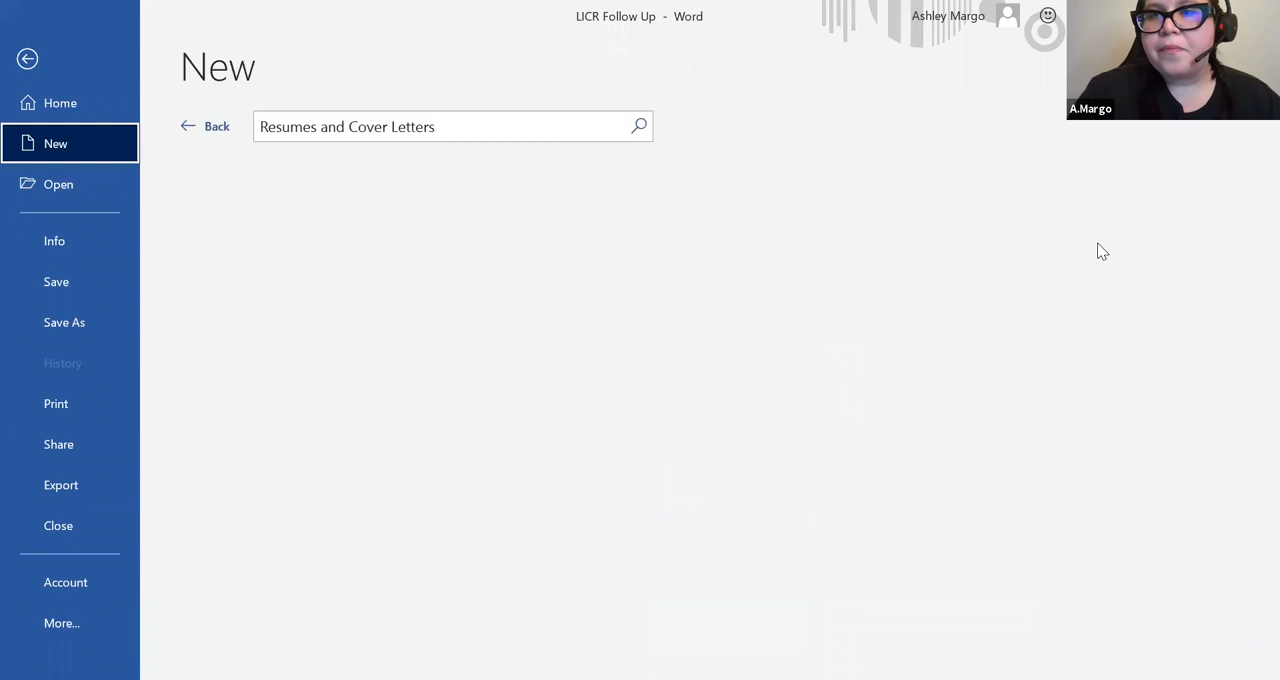 LICR Follow Up - Word
Ashley Margo
A.Margo
New
Back
Resumes and Cover Letters
Home
New
Open
Info
Save
Save As
History
Print
Share
Export
Close
Account
More...